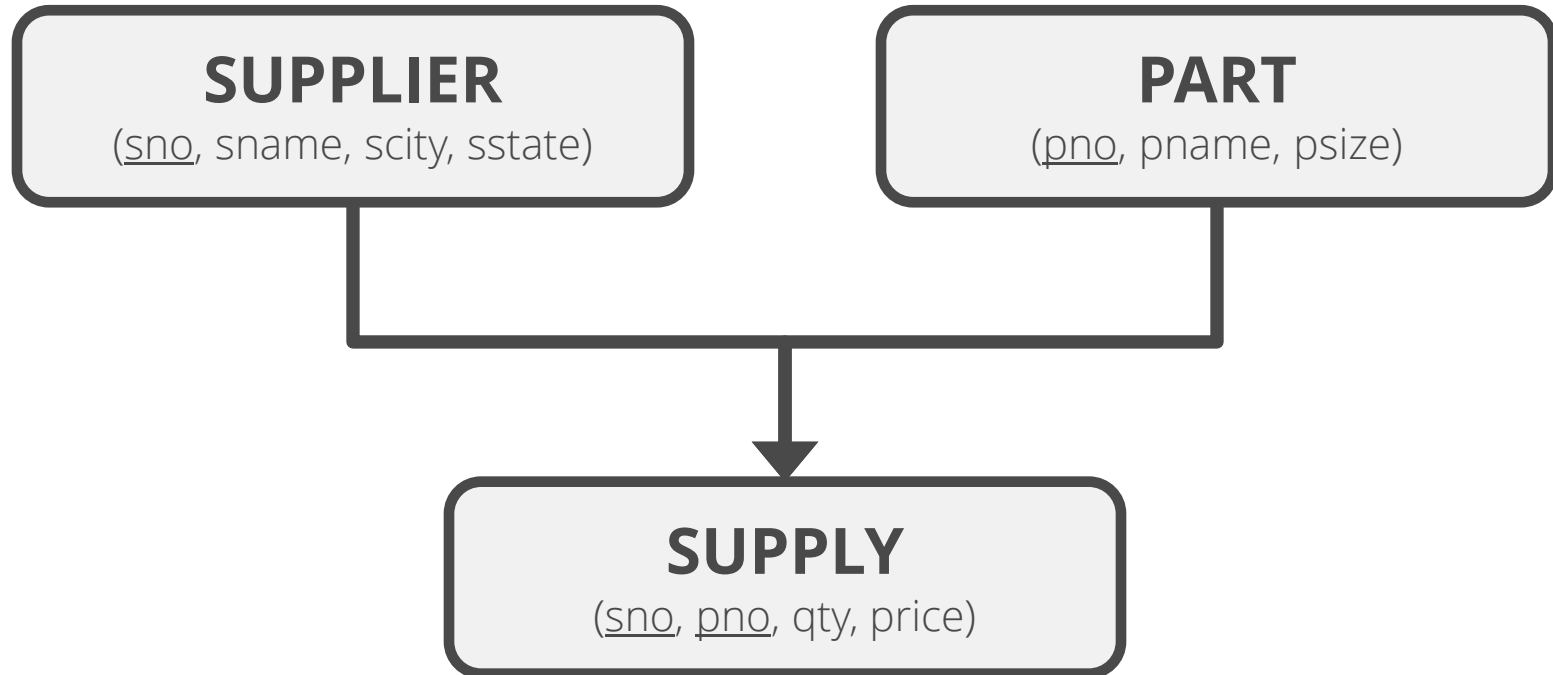 SUPPLIER
(sno, sname, scity, sstate)
PART
(pno, pname, psize)
SUPPLY
(sno, pno, qty, price)